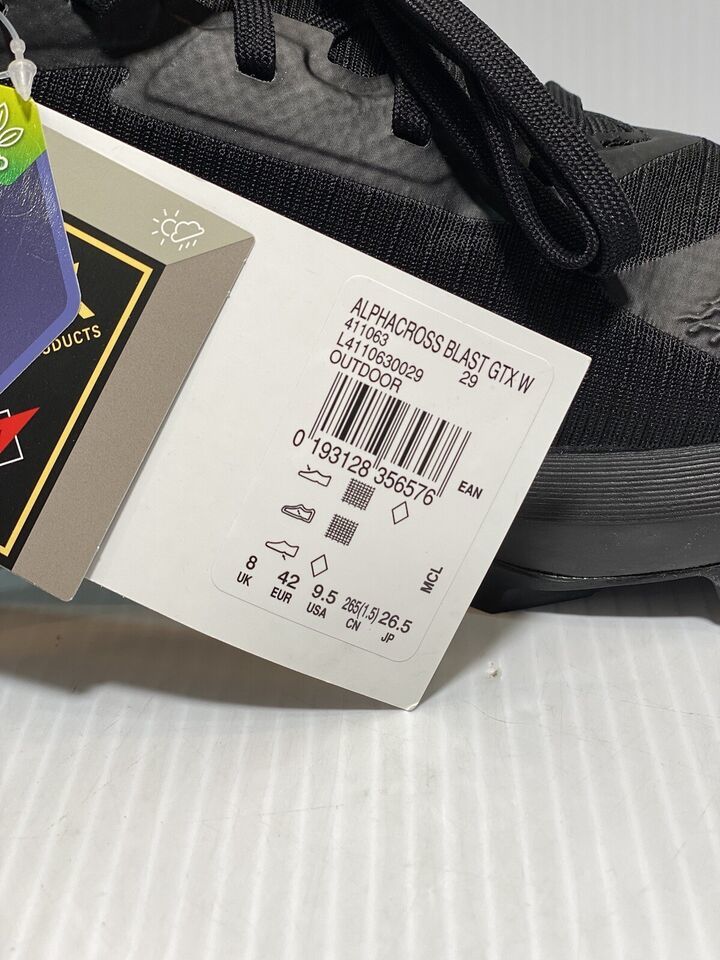 ALPHACROSS BLAST GTX W
411063
L4110630029 29
OUTDOOR
0 193128 356576 EAN
MCL
8 42 9.5 265(1.5) 26.5
UK EUR USA CN JP